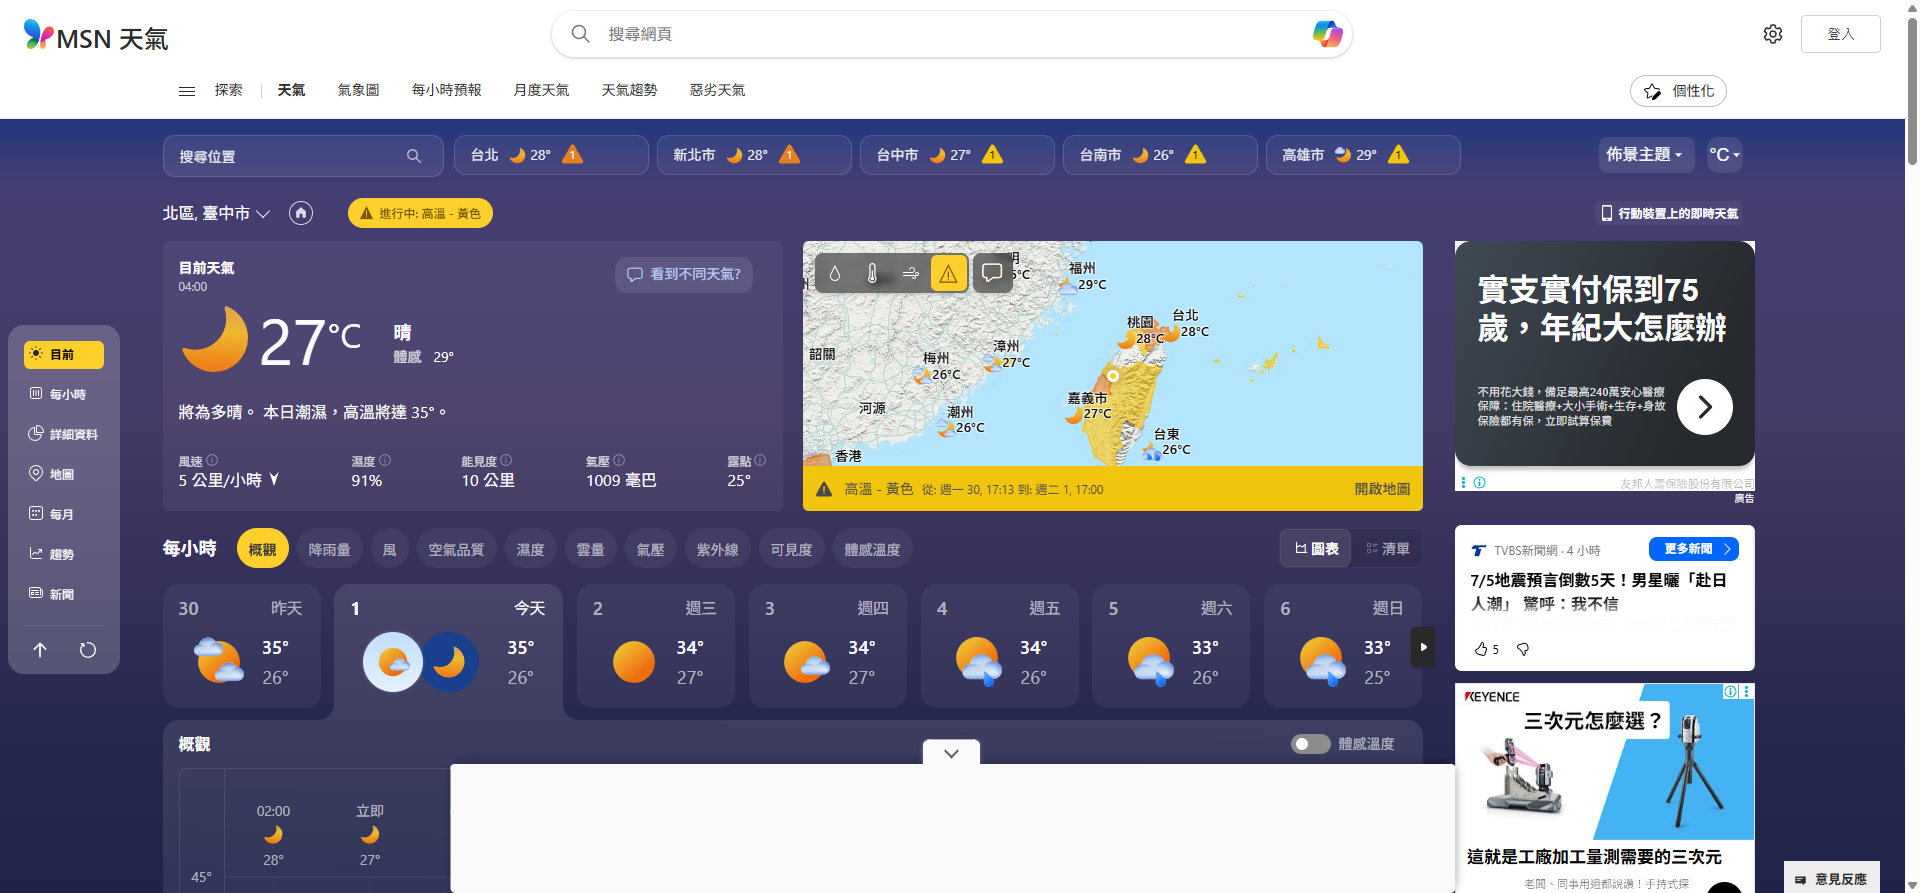 MSN 天氣
搜尋網頁
登入
探索
天氣
氣象圖
每小時預報
月度天氣
天氣趨勢
惡劣天氣
個性化
搜尋位置
台北 28° 1
新北市 28° 1
台中市 27° 1
台南市 26° 1
高雄市 29° 1
佈景主題
°C
北區, 臺中市
進行中: 高溫 - 黃色
行動裝置上的即時天氣
目前
每小時
詳細資料
地圖
每月
趨勢
新聞
目前天氣
04:00
看到不同天氣?
27°C
晴
體感 29°
將為多晴。 本日潮濕，高溫將達 35°。
風速
5 公里/小時
濕度
91%
能見度
10 公里
氣壓
1009 毫巴
露點
25°
福州
29°C
台北
28°C
桃園
28°C
韶關
漳州
27°C
梅州
26°C
河源
潮州
26°C
嘉義市
27°C
台東
26°C
香港
高溫 - 黃色 從: 週一 30, 17:13 到: 週二 1, 17:00
開啟地圖
每小時
概觀
降雨量
風
空氣品質
濕度
雲量
氣壓
紫外線
可見度
體感溫度
圖表
清單
30 昨天
35°
26°
1 今天
35°
26°
2 週三
34°
27°
3 週四
34°
27°
4 週五
34°
26°
5 週六
33°
26°
6 週日
33°
25°
概觀
體感溫度
02:00
28°
立即
27°
45°
實支實付保到75
歲，年紀大怎麼辦
不用花大錢，備足最高240萬安心醫療
保障：住院醫療+大小手術+生存+身故
保險都有保，立即試算保費
友邦人壽保險股份有限公司
廣告
TVBS新聞網 · 4 小時
更多新聞
7/5地震預言倒數5天！男星曬「赴日
人潮」 驚呼：我不信
5
KEYENCE
三次元怎麼選？
這就是工廠加工量測需要的三次元
老闆、同事用過都說讚！手持式探
意見反應